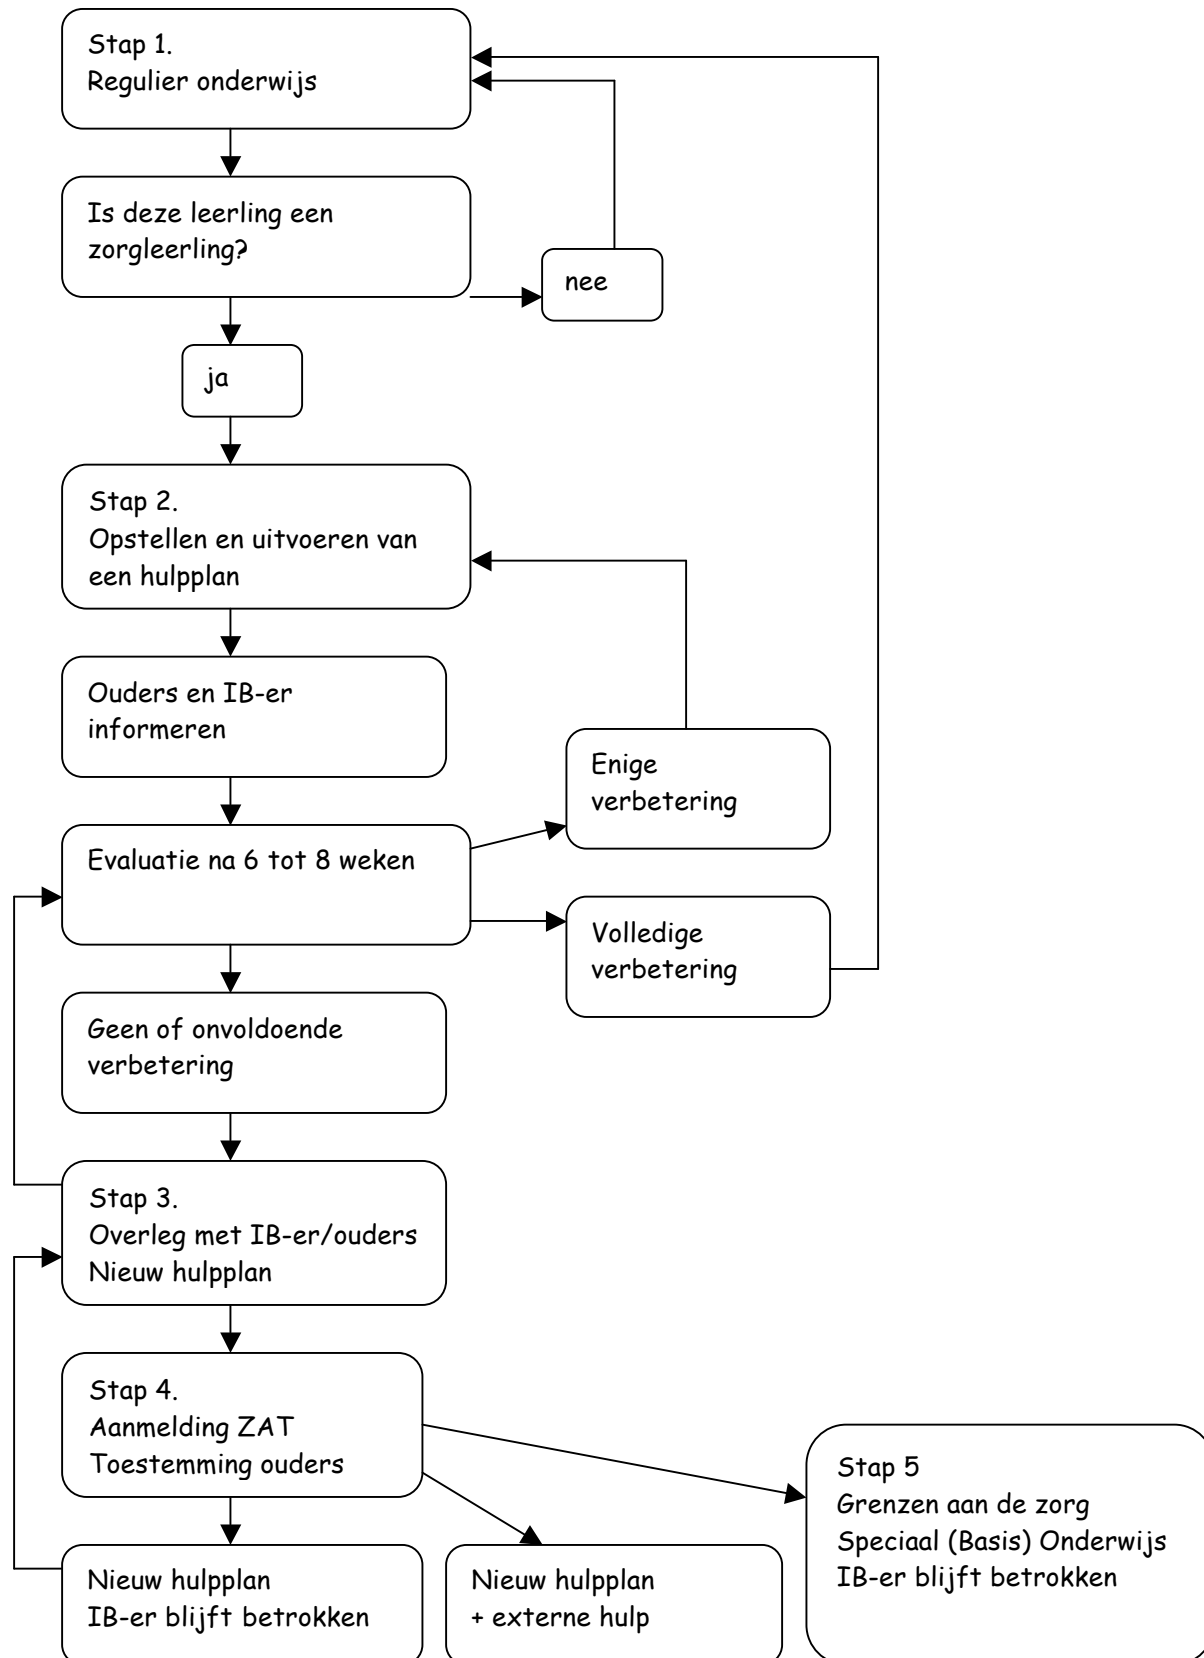 Stap 1.
Regulier onderwijs
Is deze leerling een
zorgleerling?
nee
ja
Stap 2.
Opstellen en uitvoeren van
een hulpplan
Ouders en IB-er
informeren
Enige
verbetering
Evaluatie na 6 tot 8 weken
Volledige
verbetering
Geen of onvoldoende
verbetering
Stap 3.
Overleg met IB-er/ouders
Nieuw hulpplan
Stap 4.
Aanmelding ZAT
Toestemming ouders
Stap 5
Grenzen aan de zorg
Speciaal (Basis) Onderwijs
IB-er blijft betrokken
Nieuw hulpplan
IB-er blijft betrokken
Nieuw hulpplan
+ externe hulp